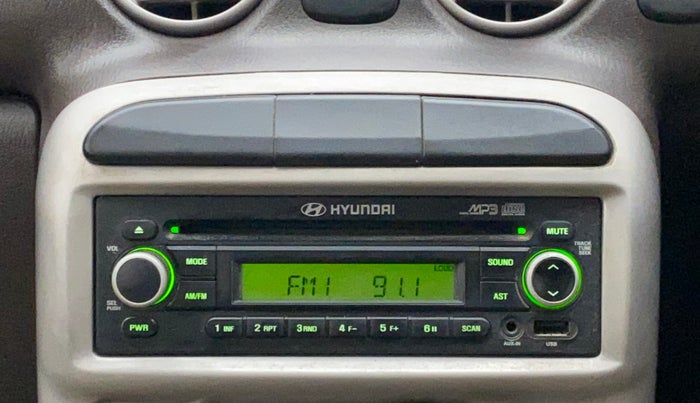 HYUNDAI MP3
VOL MUTE
TRACK
TUNE
SEEK
MODE LOUD SOUND
FM1 91.1
AM/FM AST
SEL
PUSH
PWR 1 INF 2 RPT 3 RND 4 F- 5 F+ 6 II SCAN
AUX-IN USB